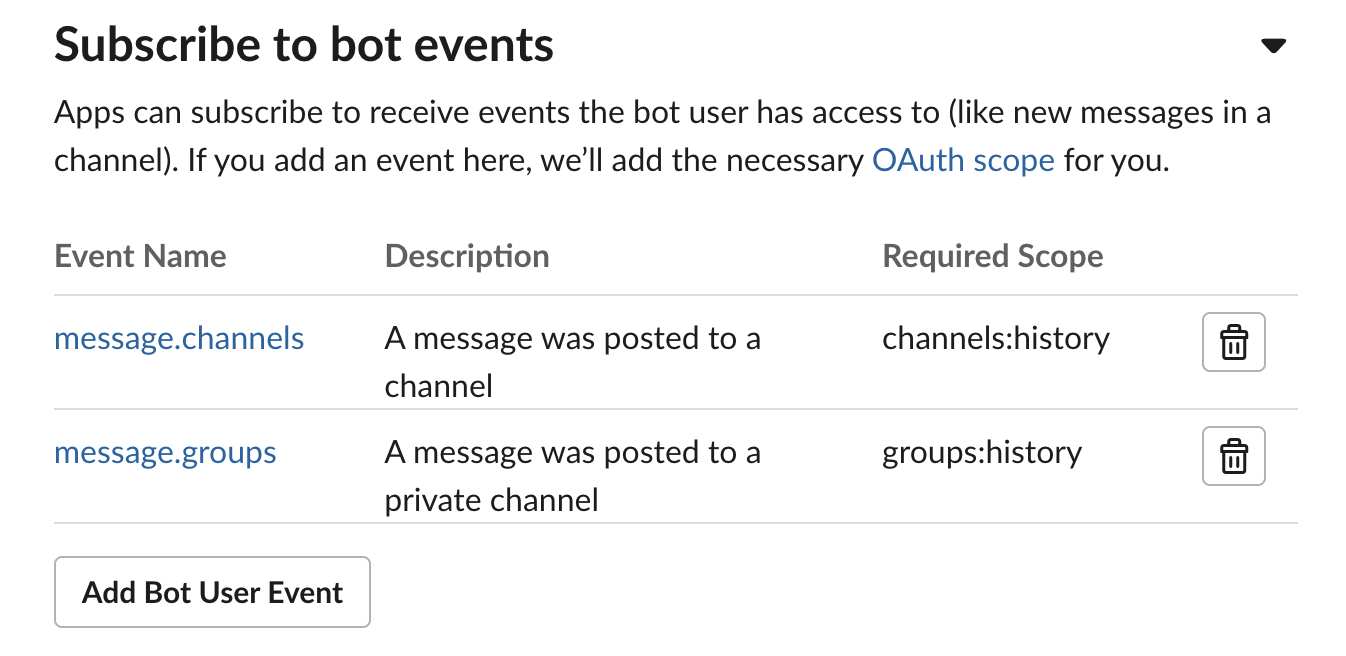 Subscribe to bot events
Apps can subscribe to receive events the bot user has access to (like new messages in a
channel). If you add an event here, we’ll add the necessary OAuth scope for you.
Event Name Description Required Scope
message.channels A message was posted to a channels:history
channel
message.groups A message was posted to a groups:history
private channel
Add Bot User Event